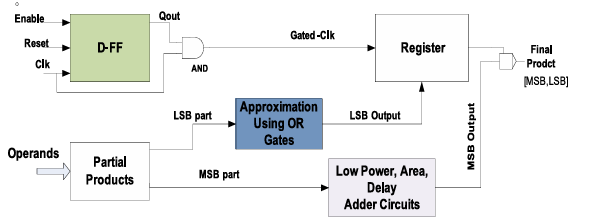 Enable
Reset
Clk
D-FF
Qout
AND
Gated-Clk
Register
Final
Prodct
[MSB,LSB]
LSB part
Approximation
Using OR
Gates
LSB Output
MSB Output
Operands
Partial
Products
MSB part
Low Power, Area,
Delay
Adder Circuits